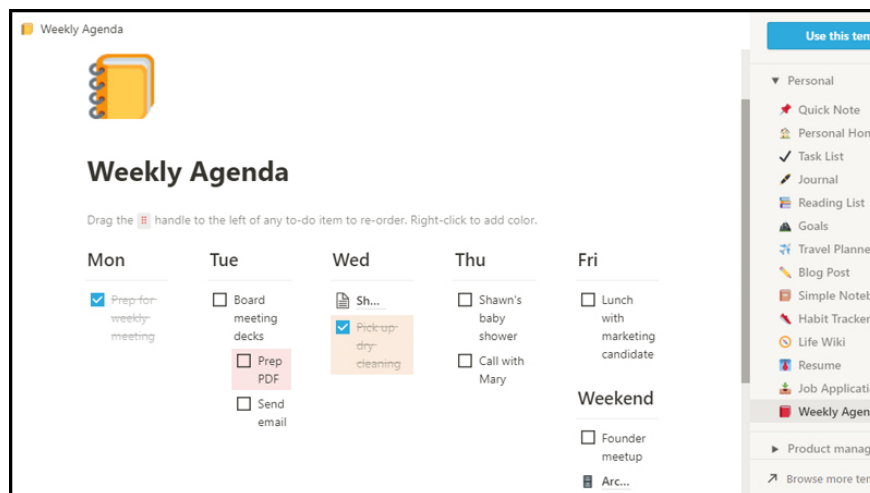 Weekly Agenda
Weekly Agenda
Drag the ⠿ handle to the left of any to-do item to re-order. Right-click to add color.
Mon
Prep for
weekly
meeting
Tue
Board
meeting
decks
Prep
PDF
Send
email
Wed
Sh...
Pick up
dry
cleaning
Thu
Shawn's
baby
shower
Call with
Mary
Fri
Lunch
with
marketing
candidate
Weekend
Founder
meetup
Arc...
Use this tem
Personal
Quick Note
Personal Hon
Task List
Journal
Reading List
Goals
Travel Planne
Blog Post
Simple Noteb
Habit Tracker
Life Wiki
Resume
Job Applicati
Weekly Agen
Product manag
Browse more ten